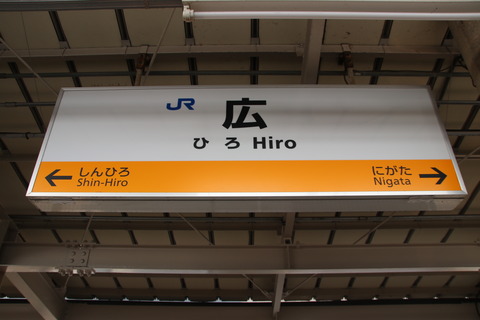 JR 広
ひろ Hiro
← しんひろ
Shin-Hiro
にがた →
Nigata